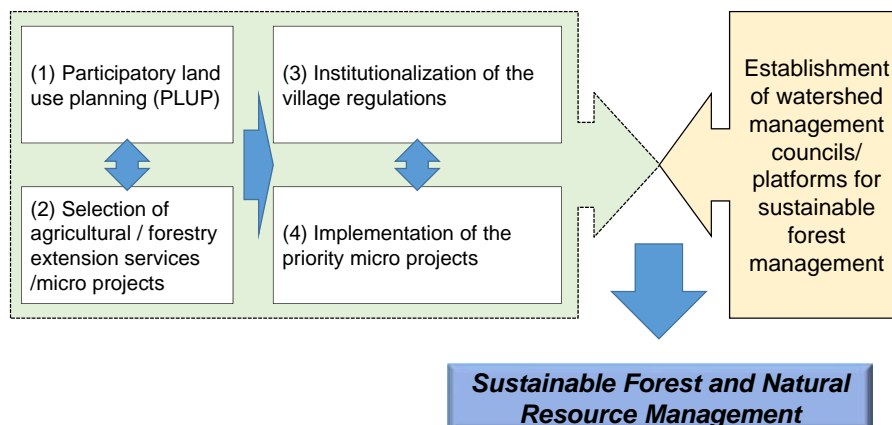 (1) Participatory land
use planning (PLUP)
(2) Selection of
agricultural / forestry
extension services
/micro projects
(3) Institutionalization of the
village regulations
(4) Implementation of the
priority micro projects
Establishment
of watershed
management
councils/
platforms for
sustainable
forest
management
Sustainable Forest and Natural
Resource Management